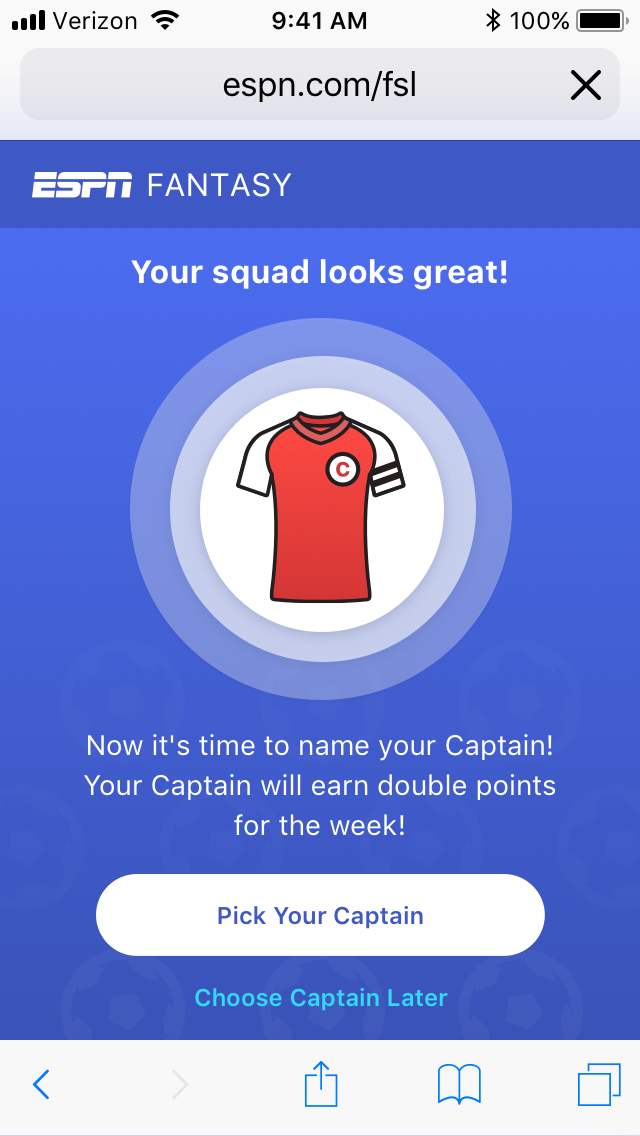 Verizon 9:41 AM 100%
espn.com/fsl
ESPN FANTASY
Your squad looks great!
C
Now it's time to name your Captain!
Your Captain will earn double points
for the week!
Pick Your Captain
Choose Captain Later